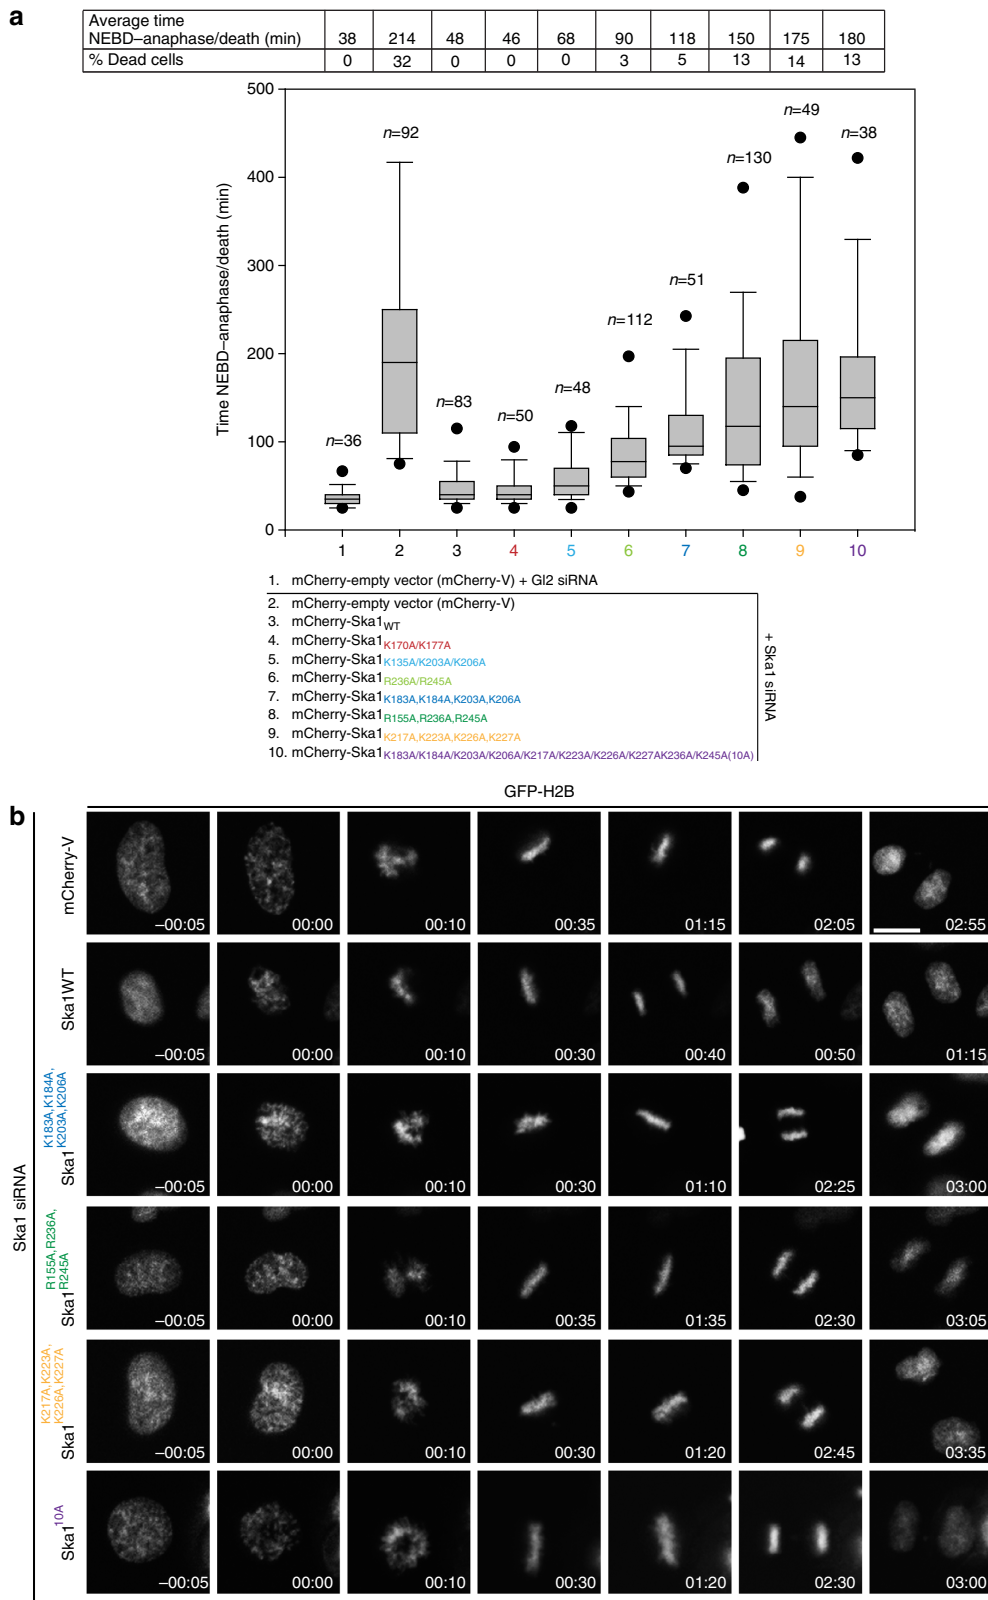 a
Average time
NEBD–anaphase/death (min) 38 214 48 46 68 90 118 150 175 180
% Dead cells 0 32 0 0 0 3 5 13 14 13
Time NEBD–anaphase/death (min)
500
400
300
200
100
0
n=36
n=92
n=83
n=50
n=48
n=112
n=51
n=130
n=49
n=38
1 2 3 4 5 6 7 8 9 10
1. mCherry-empty vector (mCherry-V) + Gl2 siRNA
2. mCherry-empty vector (mCherry-V)
3. mCherry-Ska1WT
4. mCherry-Ska1K170A/K177A
5. mCherry-Ska1K135A/K203A/K206A
6. mCherry-Ska1R236A/R245A
7. mCherry-Ska1K183A,K184A,K203A,K206A
8. mCherry-Ska1R155A,R236A,R245A
9. mCherry-Ska1K217A,K223A,K226A,K227A
10. mCherry-Ska1K183A/K184A/K203A/K206A/K217A/K223A/K226A/K227AK236A/K245A(10A)
+ Ska1 siRNA
b
GFP-H2B
Ska1 siRNA
mCherry-V
–00:05 00:00 00:10 00:35 01:15 02:05 02:55
Ska1WT
–00:05 00:00 00:10 00:30 00:40 00:50 01:15
Ska1K183A,K184A,
K203A,K206A
–00:05 00:00 00:10 00:30 01:10 02:25 03:00
Ska1R155A,R236A,
R245A
–00:05 00:00 00:10 00:35 01:35 02:30 03:05
Ska1K217A,K223A,
K226A,K227A
–00:05 00:00 00:10 00:30 01:20 02:45 03:35
Ska110A
–00:05 00:00 00:10 00:30 01:20 02:30 03:00